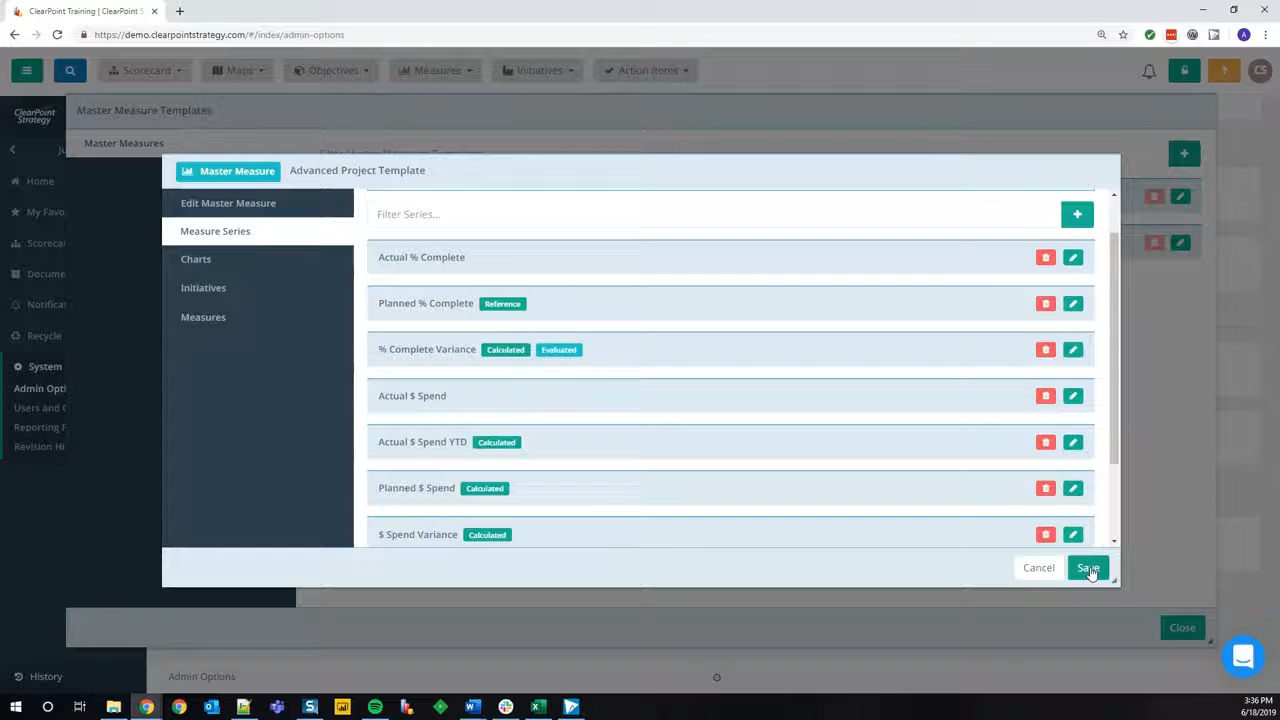 ClearPoint Training | ClearPoint S
https://demo.clearpointstrategy.com/#/index/admin-options
A
Scorecard
Maps
Objectives
Measures
Initiatives
Action Items
?
CS
ClearPoint
Strategy
Master Measure Templates
Master Measures
Home
My Favo
Scorecar
Docume
Notificat
Recycle
System
Admin Opti
Users and G
Reporting F
Revision Hi
History
Master Measure
Advanced Project Template
Edit Master Measure
Measure Series
Charts
Initiatives
Measures
Filter Series...
Actual % Complete
Planned % Complete Reference
% Complete Variance Calculated Evaluated
Actual $ Spend
Actual $ Spend YTD Calculated
Planned $ Spend Calculated
$ Spend Variance Calculated
Cancel
Save
Close
Admin Options
3:36 PM
6/18/2019